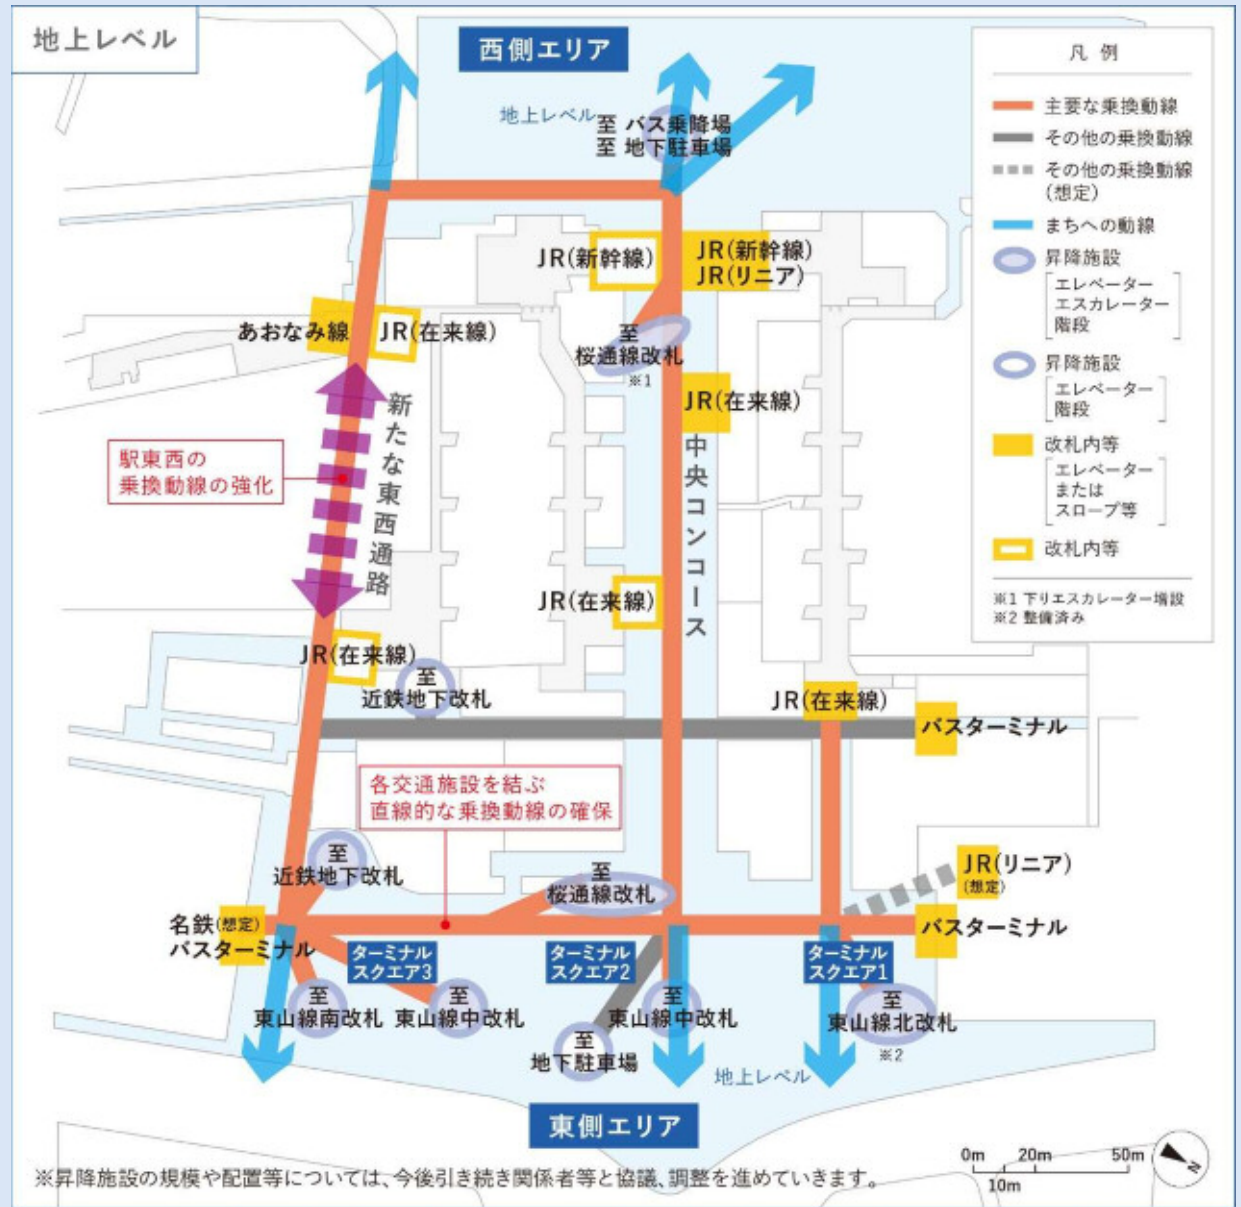 地上レベル
西側エリア
地上レベル
至 バス乗降場
至 地下駐車場
凡 例
主要な乗換動線
その他の乗換動線
その他の乗換動線
(想定)
まちへの動線
昇降施設
エレベーター
エスカレーター
階段
昇降施設
エレベーター
階段
改札内等
エレベーター
または
スロープ等
改札内等
※1 下りエスカレーター増設
※2 整備済み
JR(新幹線)
JR(新幹線)
JR(リニア)
あおなみ線
JR(在来線)
至
桜通線改札
※1
JR(在来線)
新たな東西通路
中央コンコース
駅東西の
乗換動線の強化
JR(在来線)
JR(在来線)
至
近鉄地下改札
JR(在来線)
バスターミナル
各交通施設を結ぶ
直線的な乗換動線の確保
至
近鉄地下改札
至
桜通線改札
JR(リニア)
(想定)
名鉄(想定)
バスターミナル
バスターミナル
ターミナル
スクエア3
ターミナル
スクエア2
ターミナル
スクエア1
至
東山線南改札
至
東山線中改札
至
東山線中改札
至
東山線北改札
※2
至
地下駐車場
地上レベル
東側エリア
0m 20m 50m
10m
N
※昇降施設の規模や配置等については、今後引き続き関係者等と協議、調整を進めていきます。